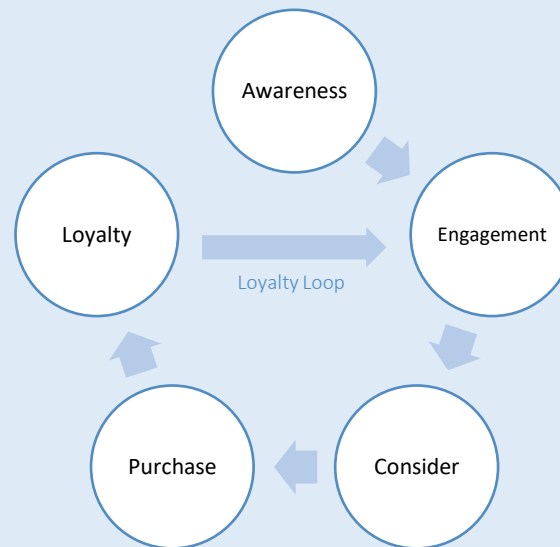 Awareness
Loyalty
Engagement
Loyalty Loop
Purchase
Consider